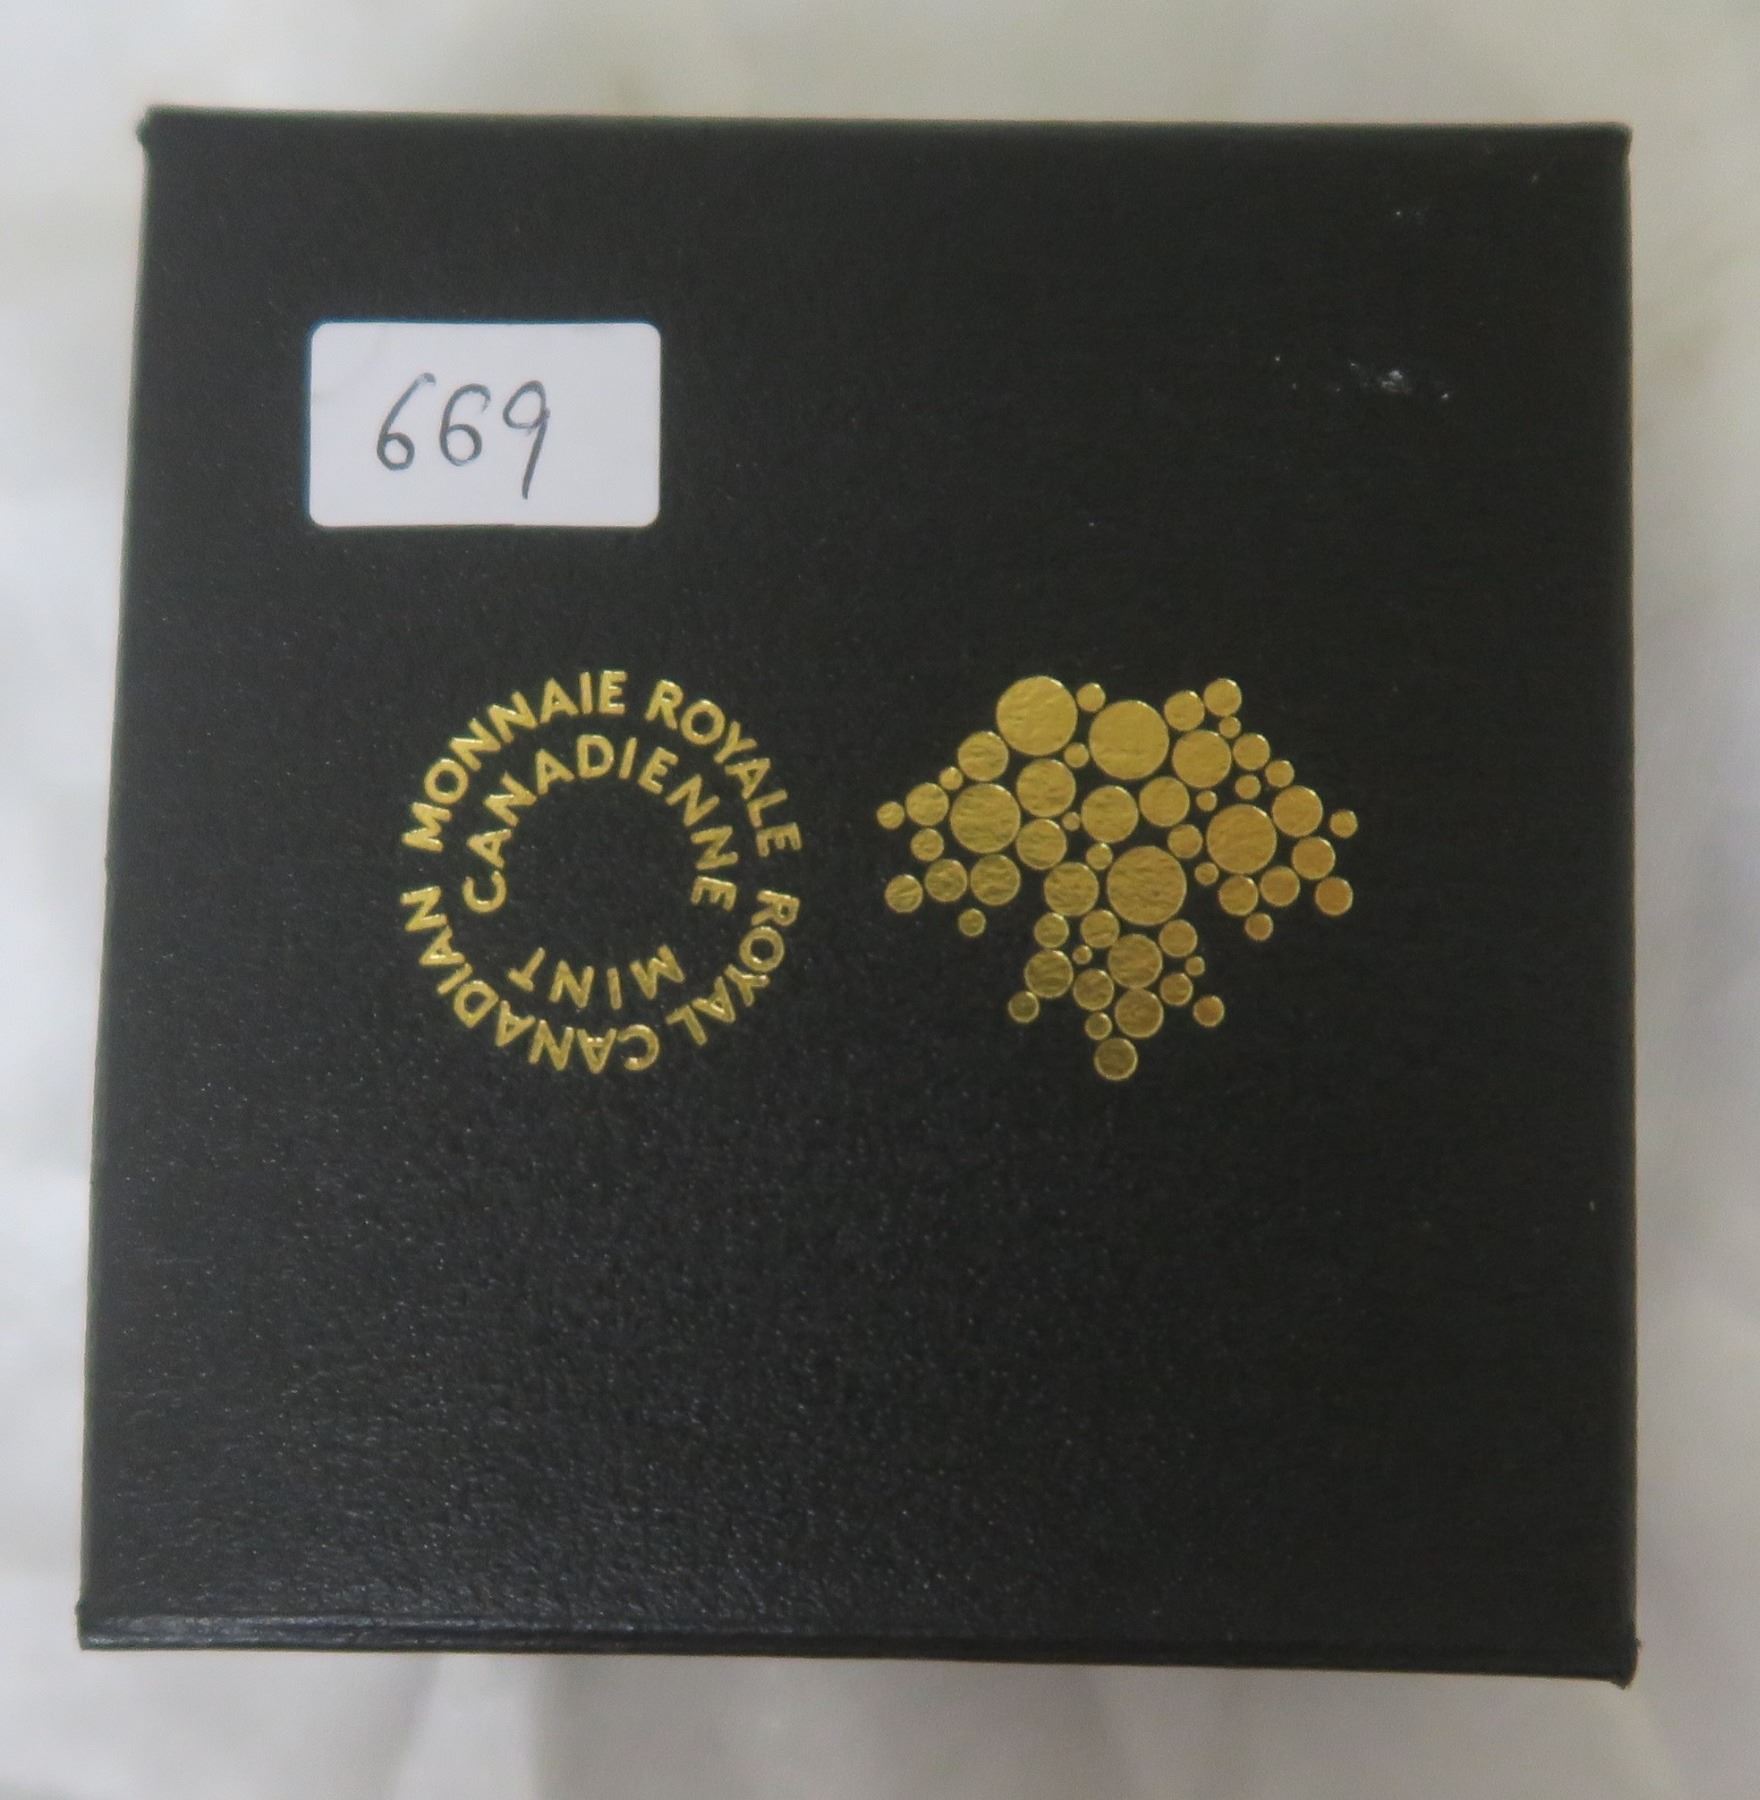 669
MONNAIE ROYALE
CANADIENNE
ROYAL CANADIAN
MINT